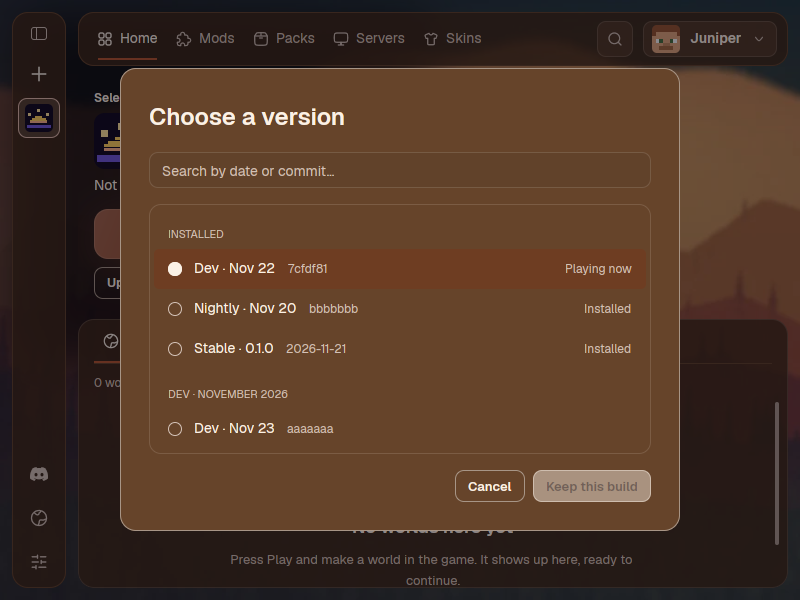 Home
Mods
Packs
Servers
Skins
Juniper
Choose a version
Search by date or commit...
INSTALLED
Dev · Nov 22 7cfdf81 Playing now
Nightly · Nov 20 bbbbbbb Installed
Stable · 0.1.0 2026-11-21 Installed
DEV · NOVEMBER 2026
Dev · Nov 23 aaaaaaa
Cancel
Keep this build
Not
0 wo
Press Play and make a world in the game. It shows up here, ready to
continue.